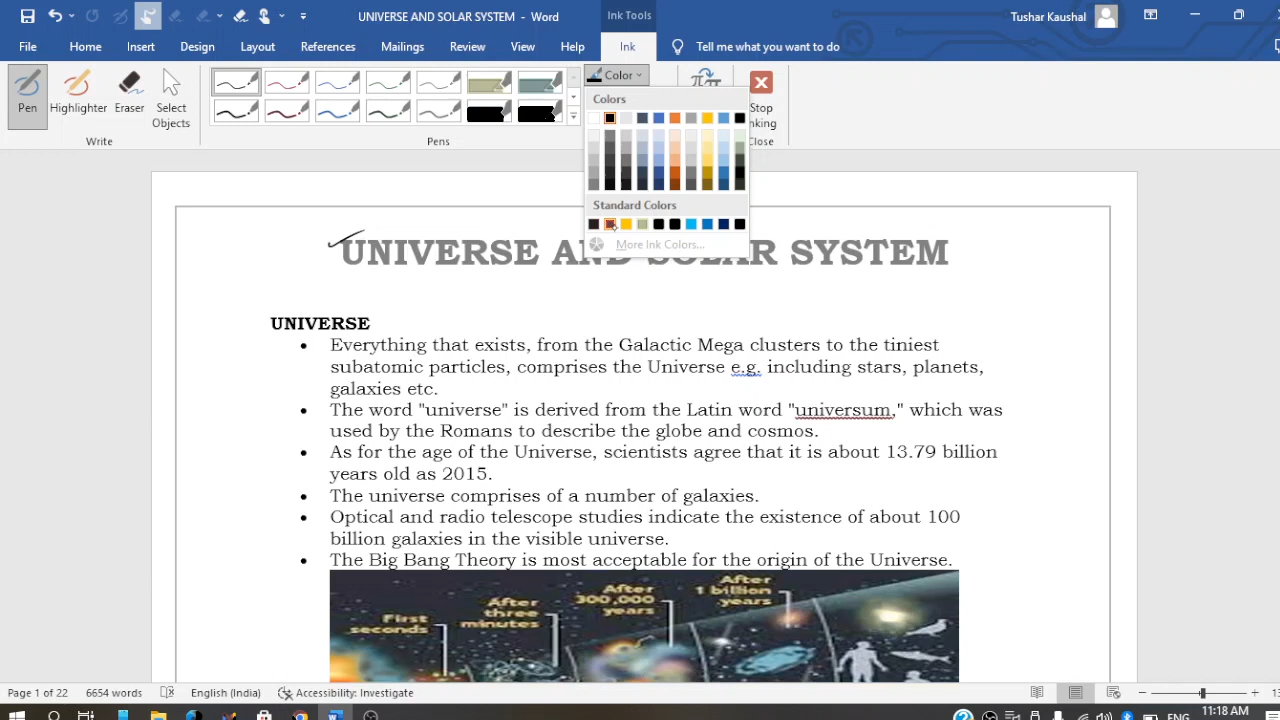 UNIVERSE AND SOLAR SYSTEM - Word
Ink Tools
Tushar Kaushal
File Home Insert Design Layout References Mailings Review View Help Ink Tell me what you want to do
Pen
Highlighter
Eraser
Select Objects
Write
Pens
Color
Stop
nking
Close
Colors
Standard Colors
More Ink Colors...
UNIVERSE AND SOLAR SYSTEM
UNIVERSE
• Everything that exists, from the Galactic Mega clusters to the tiniest
subatomic particles, comprises the Universe e.g. including stars, planets,
galaxies etc.
• The word "universe" is derived from the Latin word "universum," which was
used by the Romans to describe the globe and cosmos.
• As for the age of the Universe, scientists agree that it is about 13.79 billion
years old as 2015.
• The universe comprises of a number of galaxies.
• Optical and radio telescope studies indicate the existence of about 100
billion galaxies in the visible universe.
• The Big Bang Theory is most acceptable for the origin of the Universe.
First
seconds
After
three
minutes
After
300,000
years
After
1 billion
years
Page 1 of 22 6654 words English (India) Accessibility: Investigate
ENG
11:18 AM